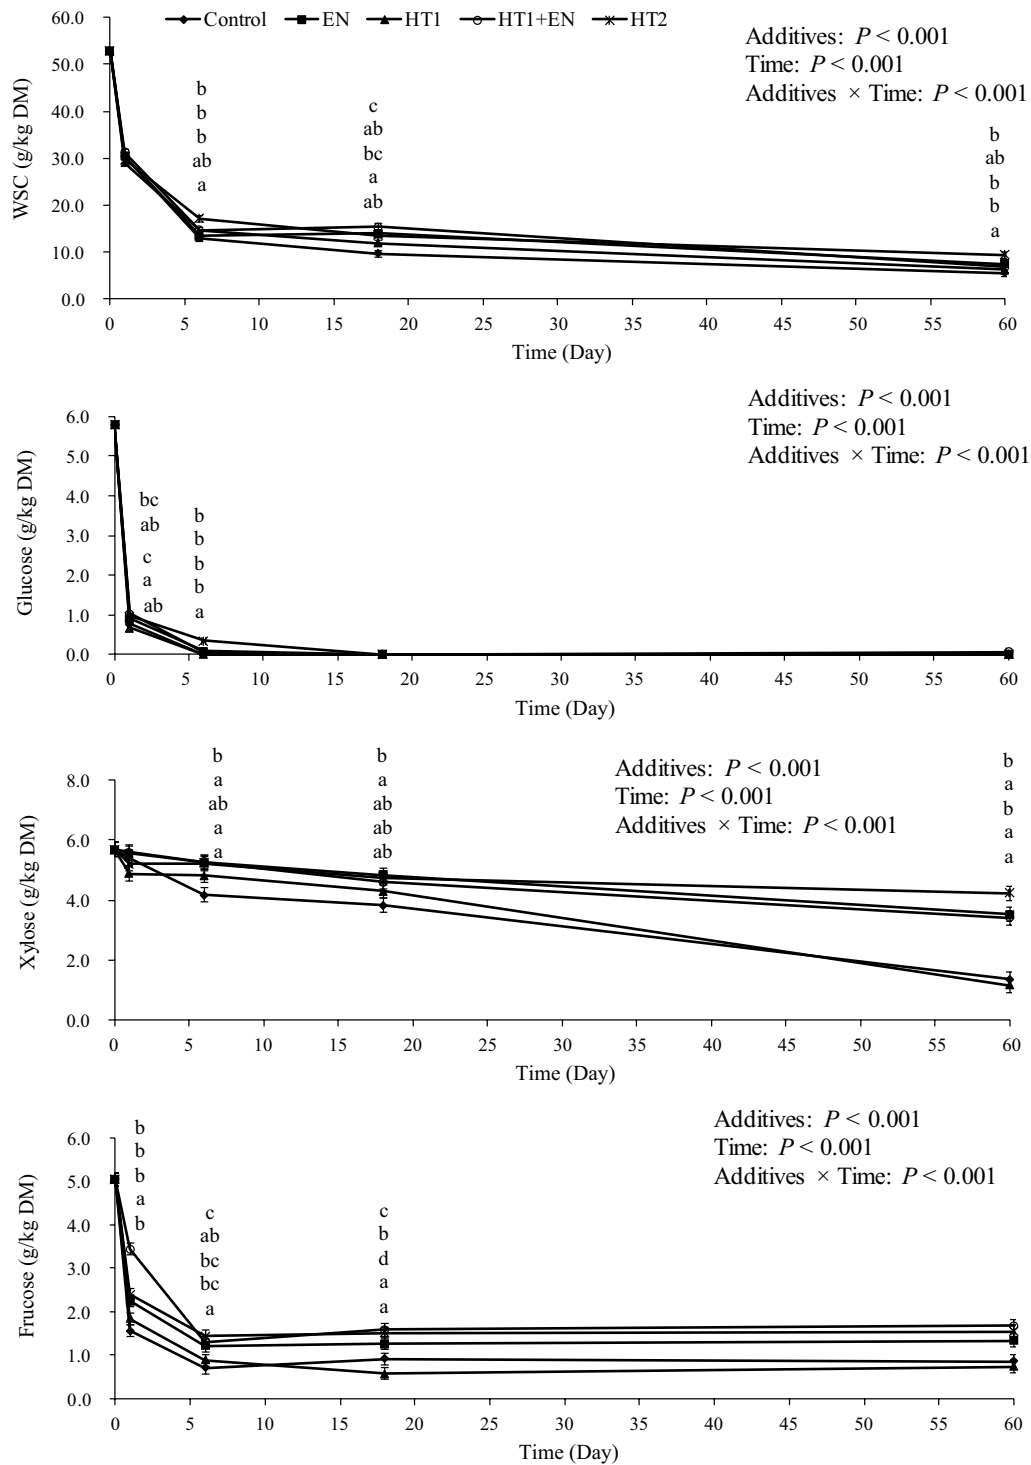 60.0
Control EN HT1 HT1+EN HT2
Additives: P < 0.001
Time: P < 0.001
Additives × Time: P < 0.001
50.0
40.0
30.0
20.0
10.0
0.0
WSC (g/kg DM)
b
b
b
ab
a
c
ab
bc
a
ab
b
ab
b
b
a
0 5 10 15 20 25 30 35 40 45 50 55 60
Time (Day)
Additives: P < 0.001
Time: P < 0.001
Additives × Time: P < 0.001
6.0
5.0
4.0
3.0
2.0
1.0
0.0
Glucose (g/kg DM)
bc
ab
c
a
ab
b
b
b
b
a
0 5 10 15 20 25 30 35 40 45 50 55 60
Time (Day)
b
a
ab
a
a
b
a
ab
ab
ab
Additives: P < 0.001
Time: P < 0.001
Additives × Time: P < 0.001
b
a
b
a
a
8.0
6.0
4.0
2.0
0.0
Xylose (g/kg DM)
0 5 10 15 20 25 30 35 40 45 50 55 60
Time (Day)
Additives: P < 0.001
Time: P < 0.001
Additives × Time: P < 0.001
6.0
5.0
4.0
3.0
2.0
1.0
0.0
Frucose (g/kg DM)
b
b
b
a
b
c
ab
bc
bc
a
c
b
d
a
a
0 5 10 15 20 25 30 35 40 45 50 55 60
Time (Day)